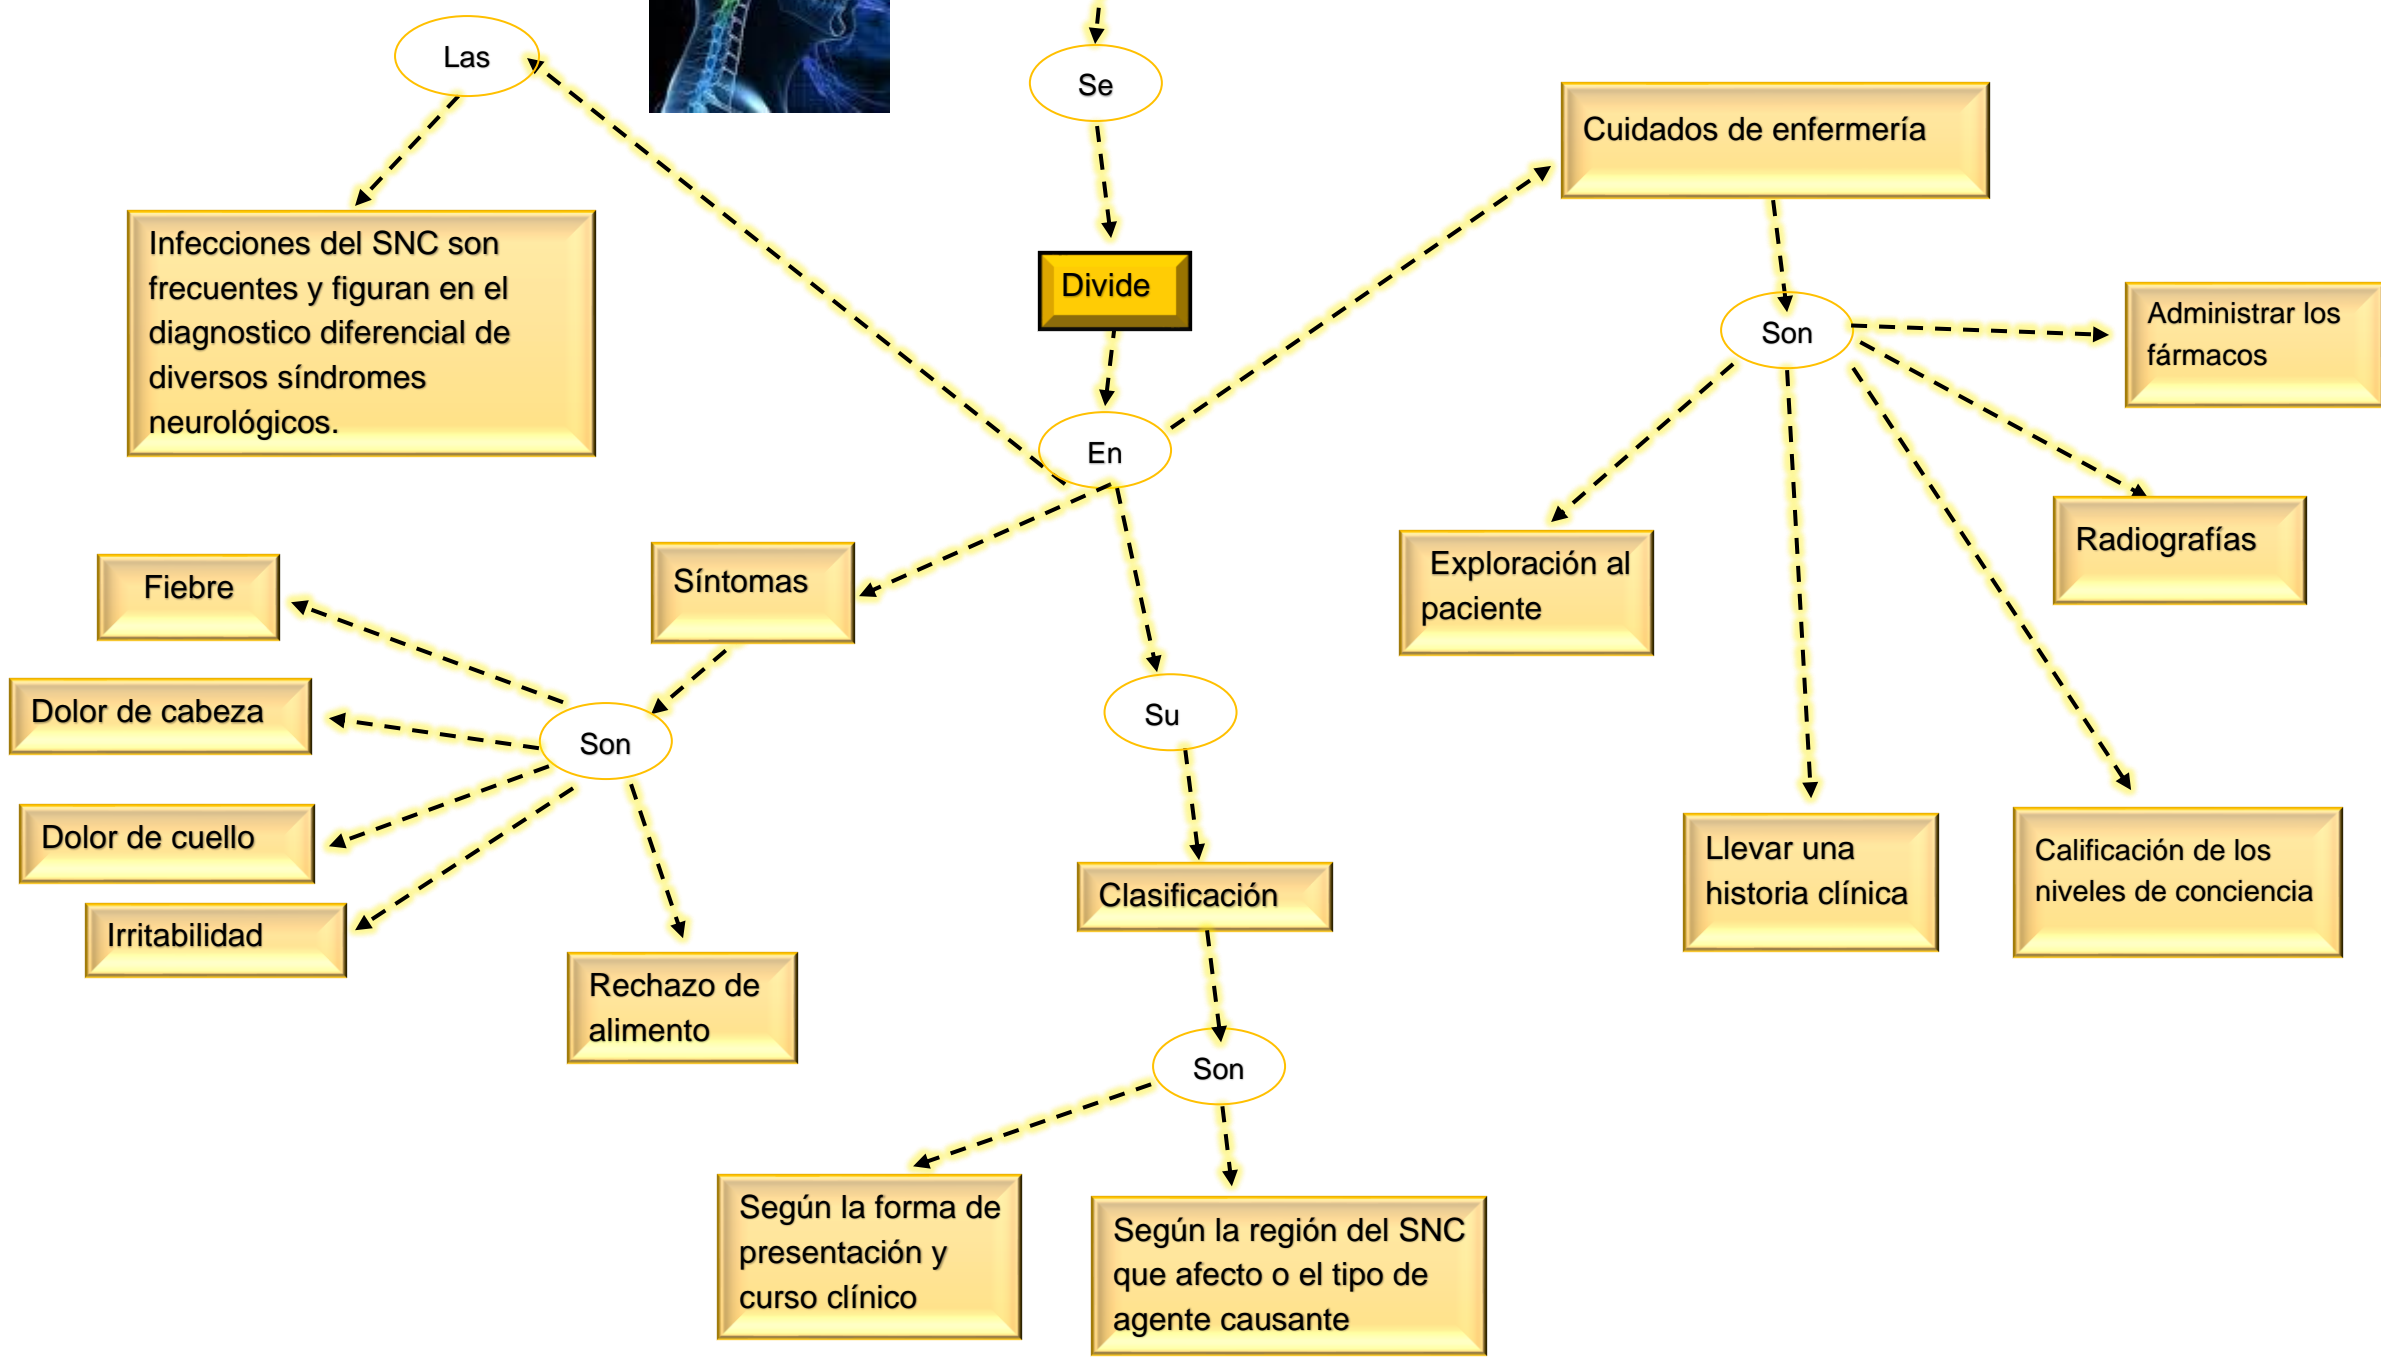 Las
Se
Cuidados de enfermería
Infecciones del SNC son
frecuentes y figuran en el
diagnostico diferencial de
diversos síndromes
neurológicos.
Divide
Son
Administrar los
fármacos
En
Fiebre
Síntomas
Exploración al
paciente
Radiografías
Dolor de cabeza
Son
Su
Dolor de cuello
Irritabilidad
Rechazo de
alimento
Clasificación
Llevar una
historia clínica
Calificación de los
niveles de conciencia
Son
Según la forma de
presentación y
curso clínico
Según la región del SNC
que afecto o el tipo de
agente causante